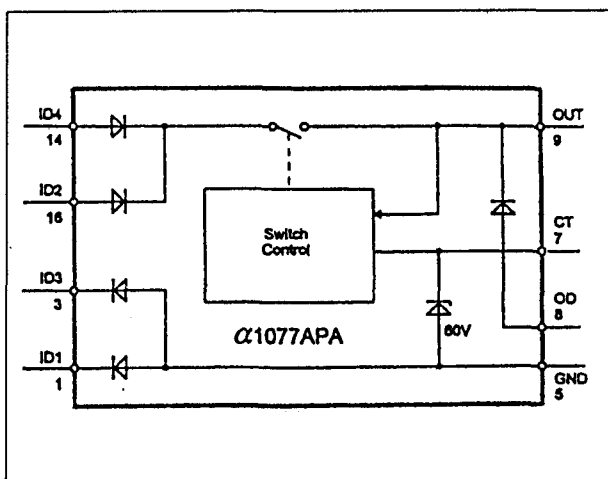 ID4
14
ID2
16
ID3
3
ID1
1
Switch
Control
α1077APA
60V
OUT
9
CT
7
OD
8
GND
5